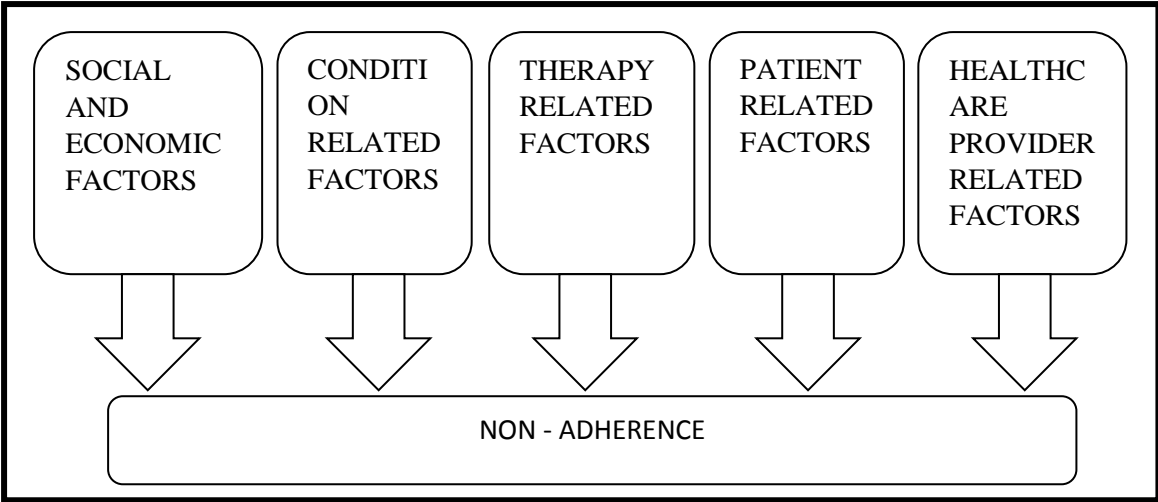 SOCIAL
AND
ECONOMIC
FACTORS
CONDITI
ON
RELATED
FACTORS
THERAPY
RELATED
FACTORS
PATIENT
RELATED
FACTORS
HEALTHC
ARE
PROVIDER
RELATED
FACTORS
NON - ADHERENCE